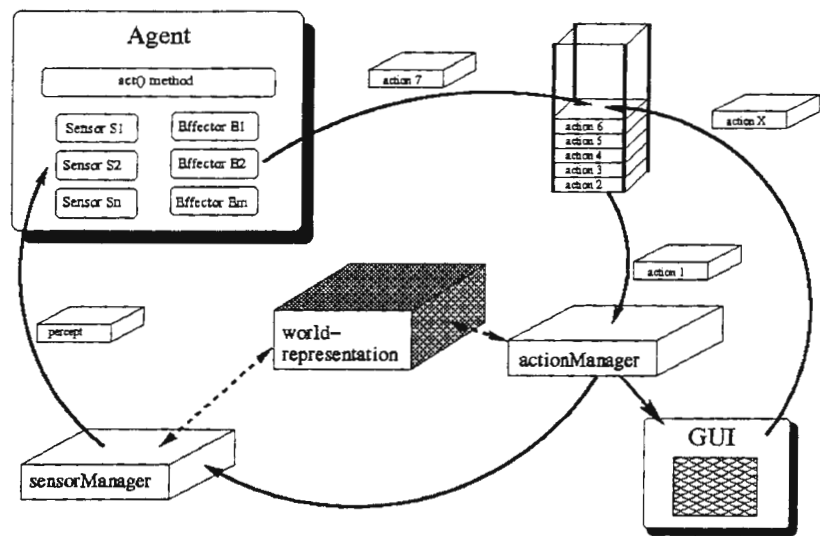 Agent
act() method
Sensor S1
Effector E1
Sensor S2
Effector E2
Sensor Sn
Effector Em
action 7
action 6
action 5
action 4
action 3
action 2
action X
action 1
percept
world-
representation
actionManager
sensorManager
GUI